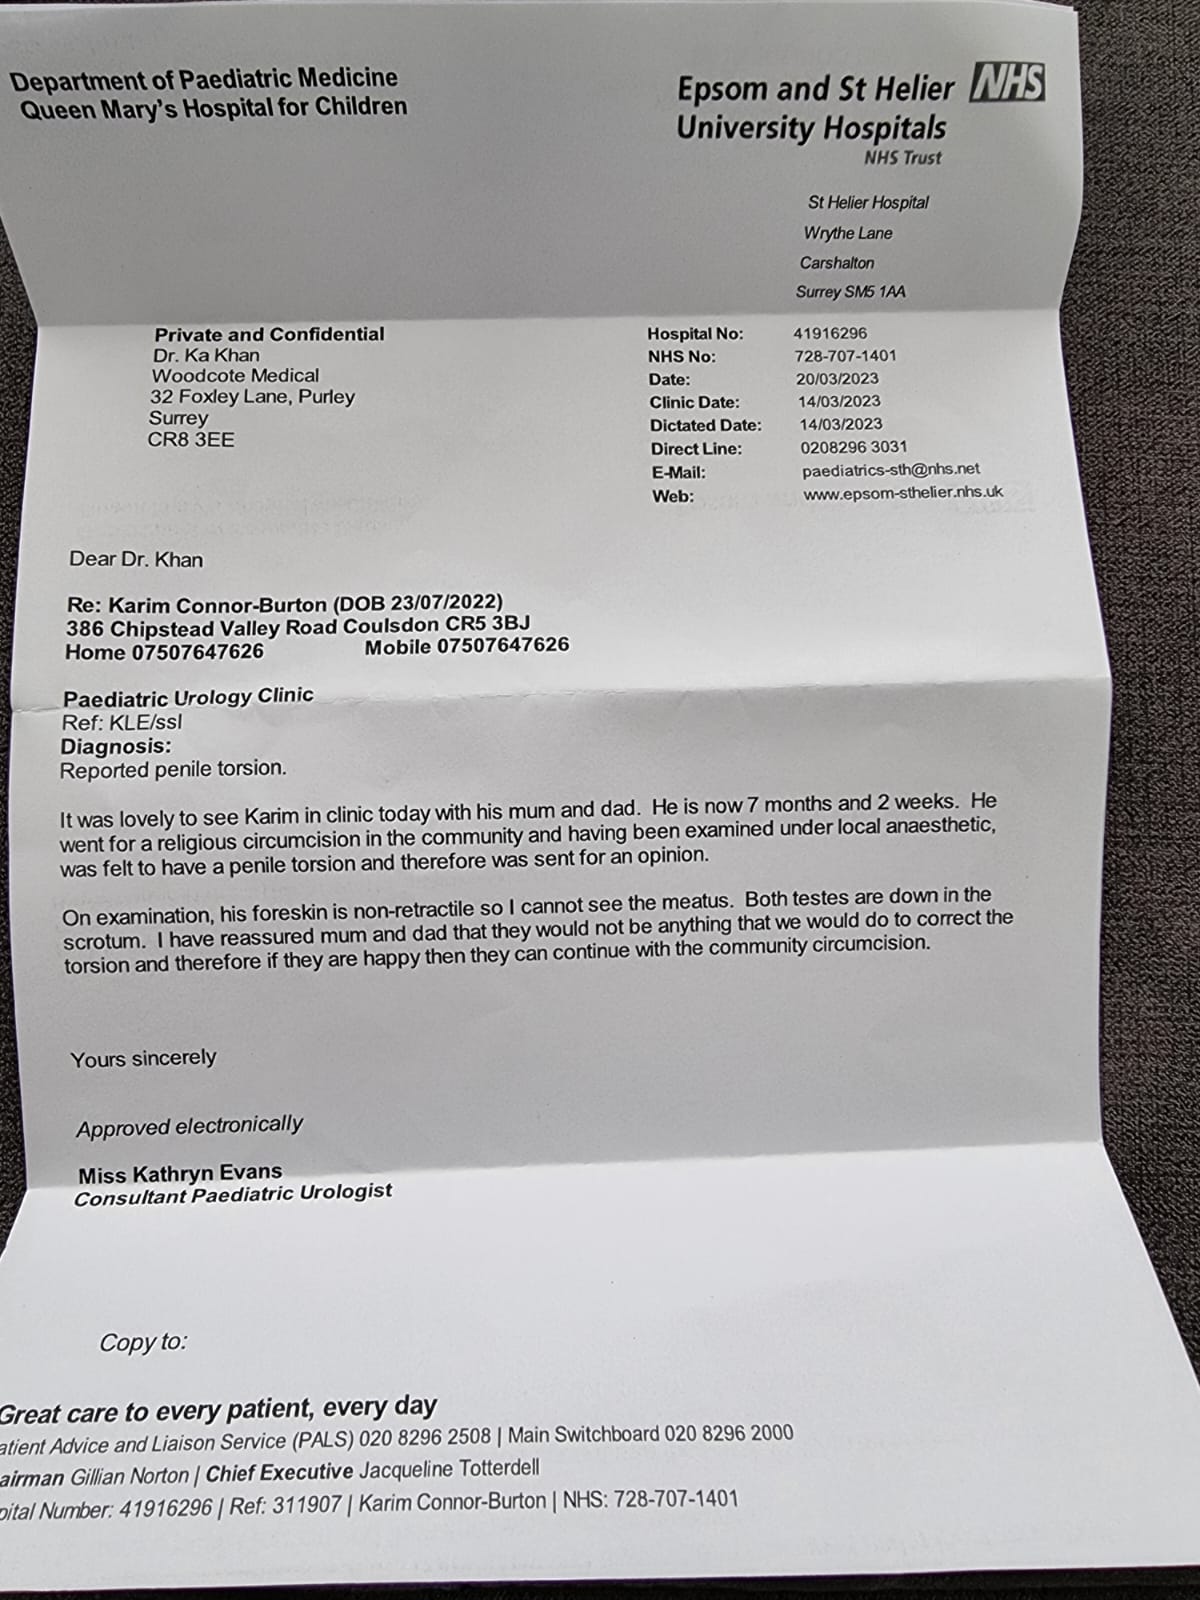 Department of Paediatric Medicine
Queen Mary's Hospital for Children
Epsom and St Helier NHS
University Hospitals
NHS Trust
St Helier Hospital
Wrythe Lane
Carshalton
Surrey SM5 1AA
Private and Confidential
Dr. Ka Khan
Woodcote Medical
32 Foxley Lane, Purley
Surrey
CR8 3EE
Hospital No: 41916296
NHS No: 728-707-1401
Date: 20/03/2023
Clinic Date: 14/03/2023
Dictated Date: 14/03/2023
Direct Line: 0208296 3031
E-Mail: paediatrics-sth@nhs.net
Web: www.epsom-sthelier.nhs.uk
Dear Dr. Khan
Re: Karim Connor-Burton (DOB 23/07/2022)
386 Chipstead Valley Road Coulsdon CR5 3BJ
Home 07507647626 Mobile 07507647626
Paediatric Urology Clinic
Ref: KLE/ssl
Diagnosis:
Reported penile torsion.
It was lovely to see Karim in clinic today with his mum and dad. He is now 7 months and 2 weeks. He
went for a religious circumcision in the community and having been examined under local anaesthetic,
was felt to have a penile torsion and therefore was sent for an opinion.
On examination, his foreskin is non-retractile so I cannot see the meatus. Both testes are down in the
scrotum. I have reassured mum and dad that they would not be anything that we would do to correct the
torsion and therefore if they are happy then they can continue with the community circumcision.
Yours sincerely
Approved electronically
Miss Kathryn Evans
Consultant Paediatric Urologist
Copy to:
Great care to every patient, every day
atient Advice and Liaison Service (PALS) 020 8296 2508 | Main Switchboard 020 8296 2000
airman Gillian Norton | Chief Executive Jacqueline Totterdell
pital Number: 41916296 | Ref: 311907 | Karim Connor-Burton | NHS: 728-707-1401